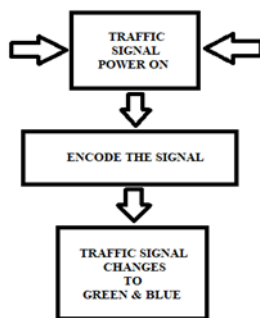 TRAFFIC
SIGNAL
POWER ON
ENCODE THE SIGNAL
TRAFFIC SIGNAL
CHANGES
TO
GREEN & BLUE